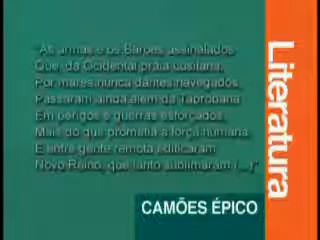 "As armas e os Barões assinalados
Que, da Ocidental praia Lusitana,
Por mares nunca dantes navegados,
Passaram ainda além da Taprobana
Em perigos e guerras esforçados,
Mais do que prometia a força humana
E entre gente remota edificaram
Novo Reino, que tanto sublimaram (...)"
CAMÕES ÉPICO
Literatura